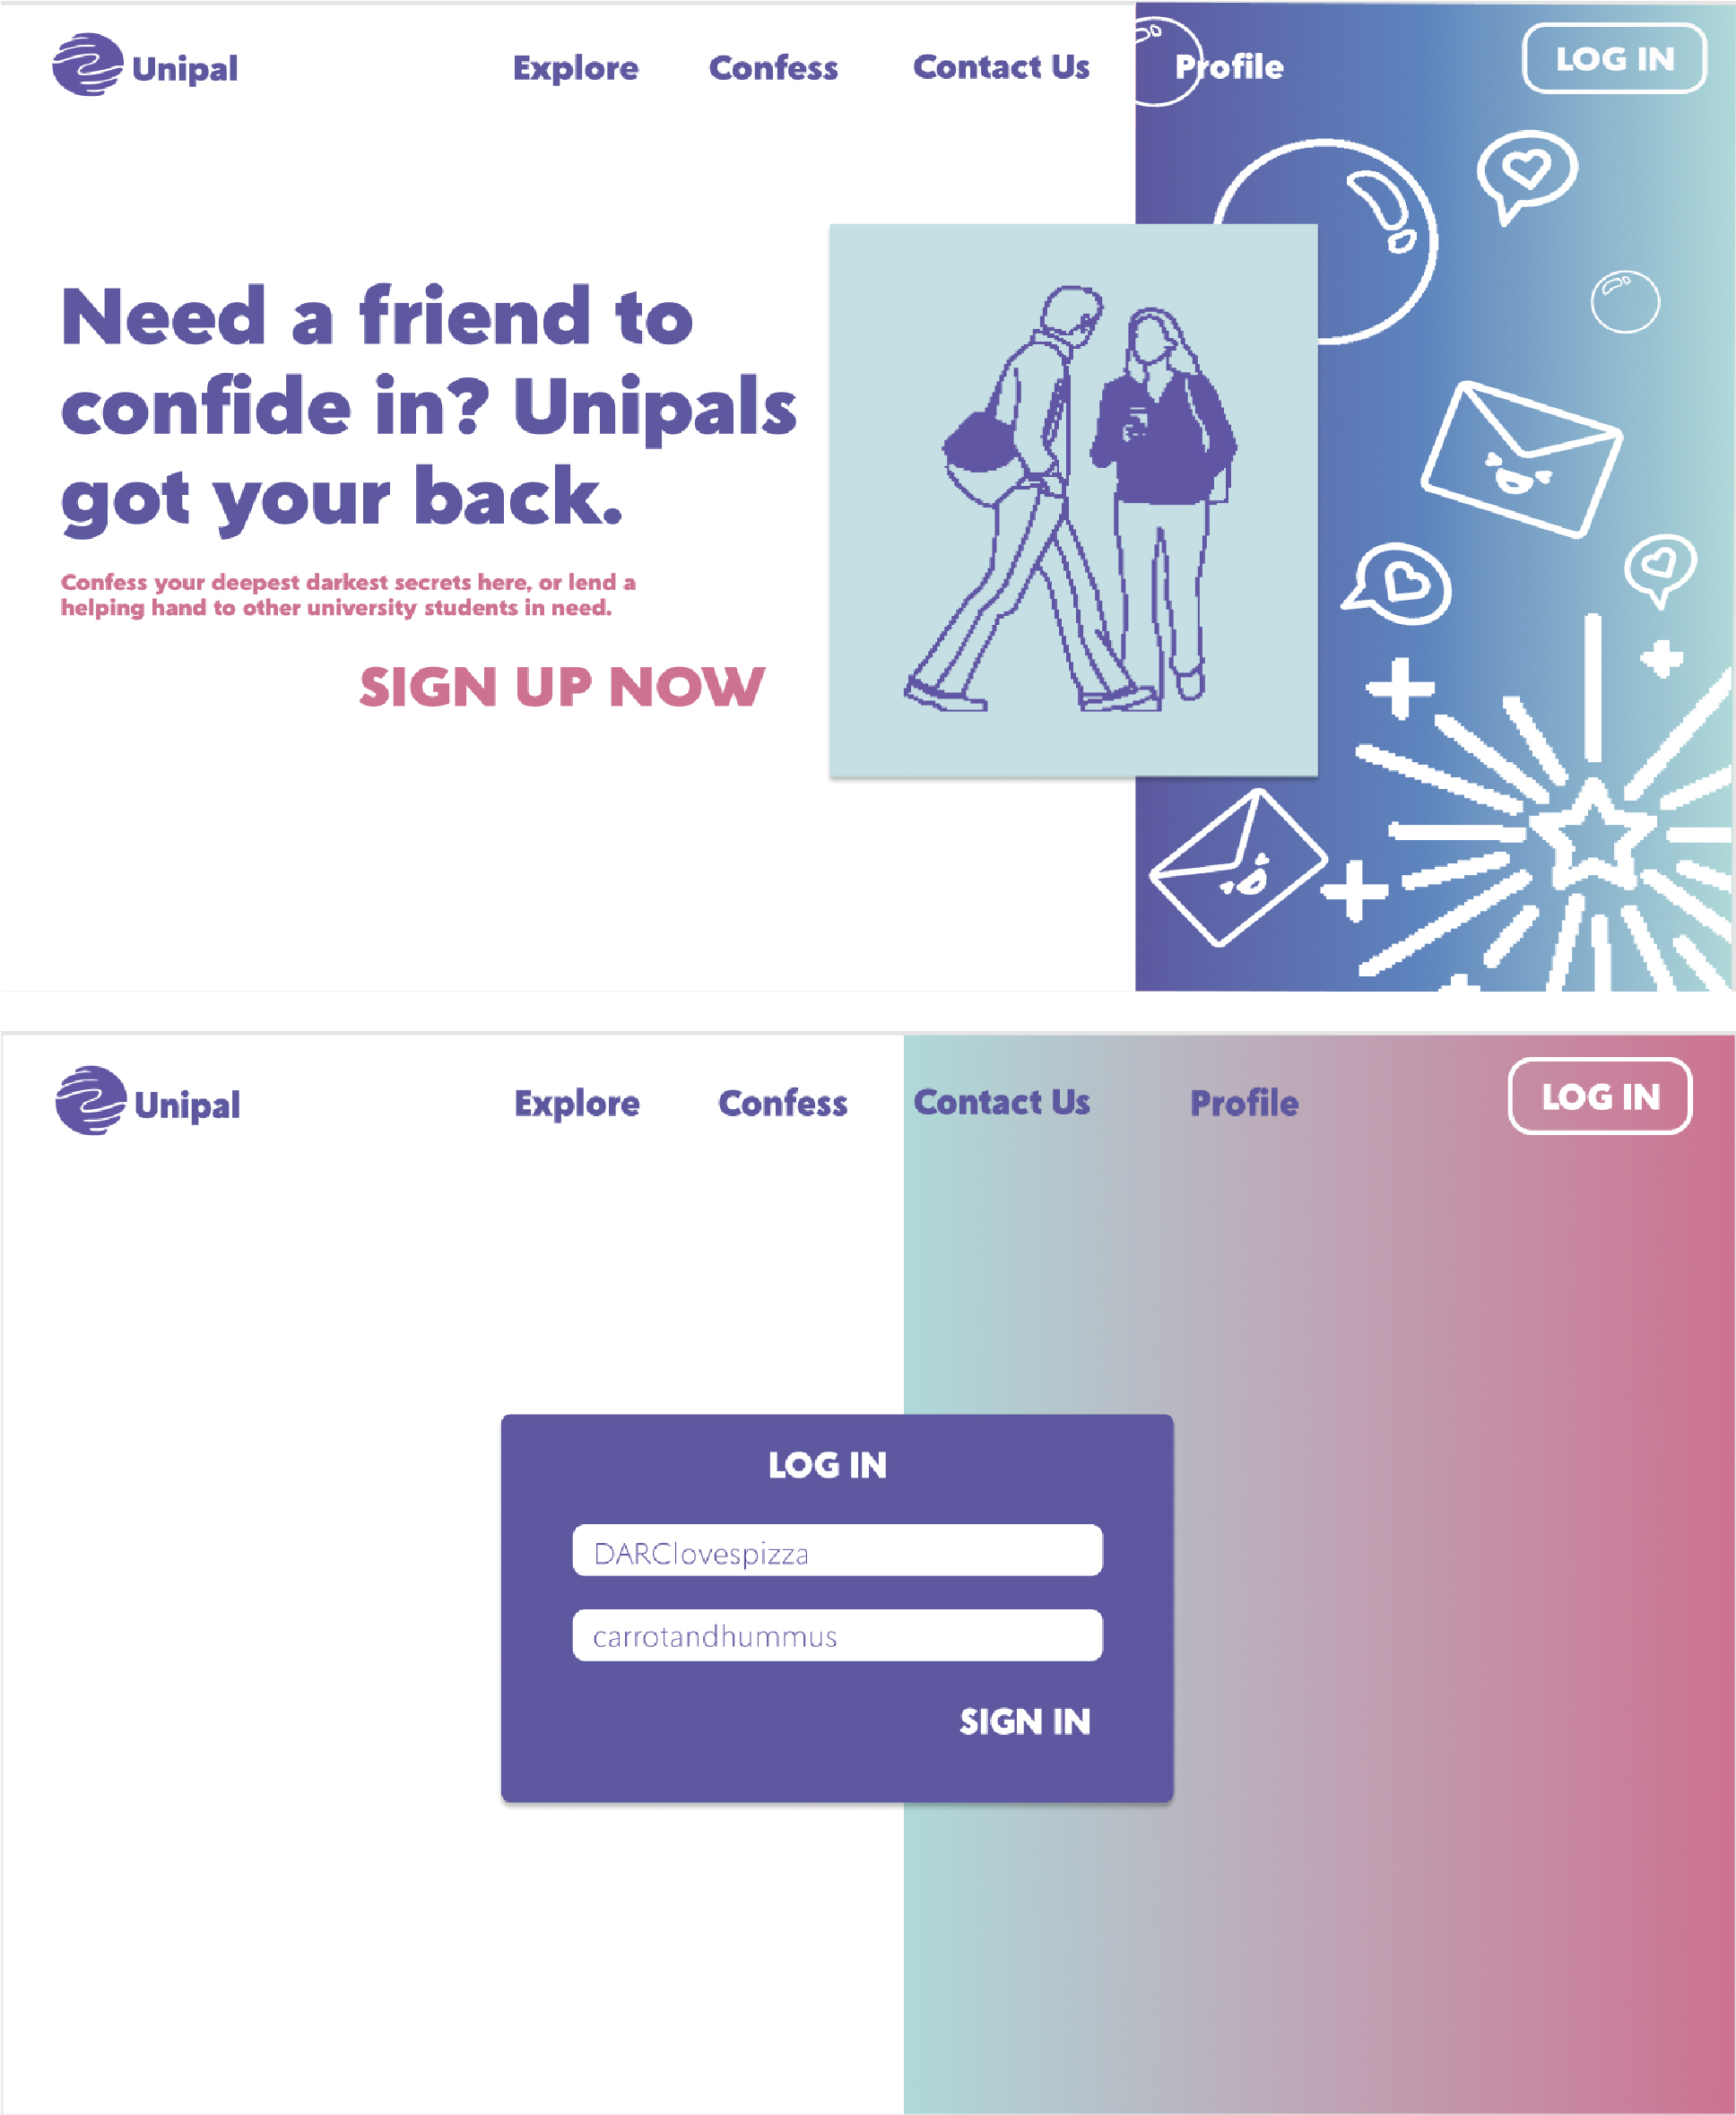 Unipal
Explore
Confess
Contact Us
Profile
LOG IN
Need a friend to
confide in? Unipals
got your back.
Confess your deepest darkest secrets here, or lend a
helping hand to other university students in need.
SIGN UP NOW
Unipal
Explore
Confess
Contact Us
Profile
LOG IN
LOG IN
DARClovespizza
carrotandhummus
SIGN IN